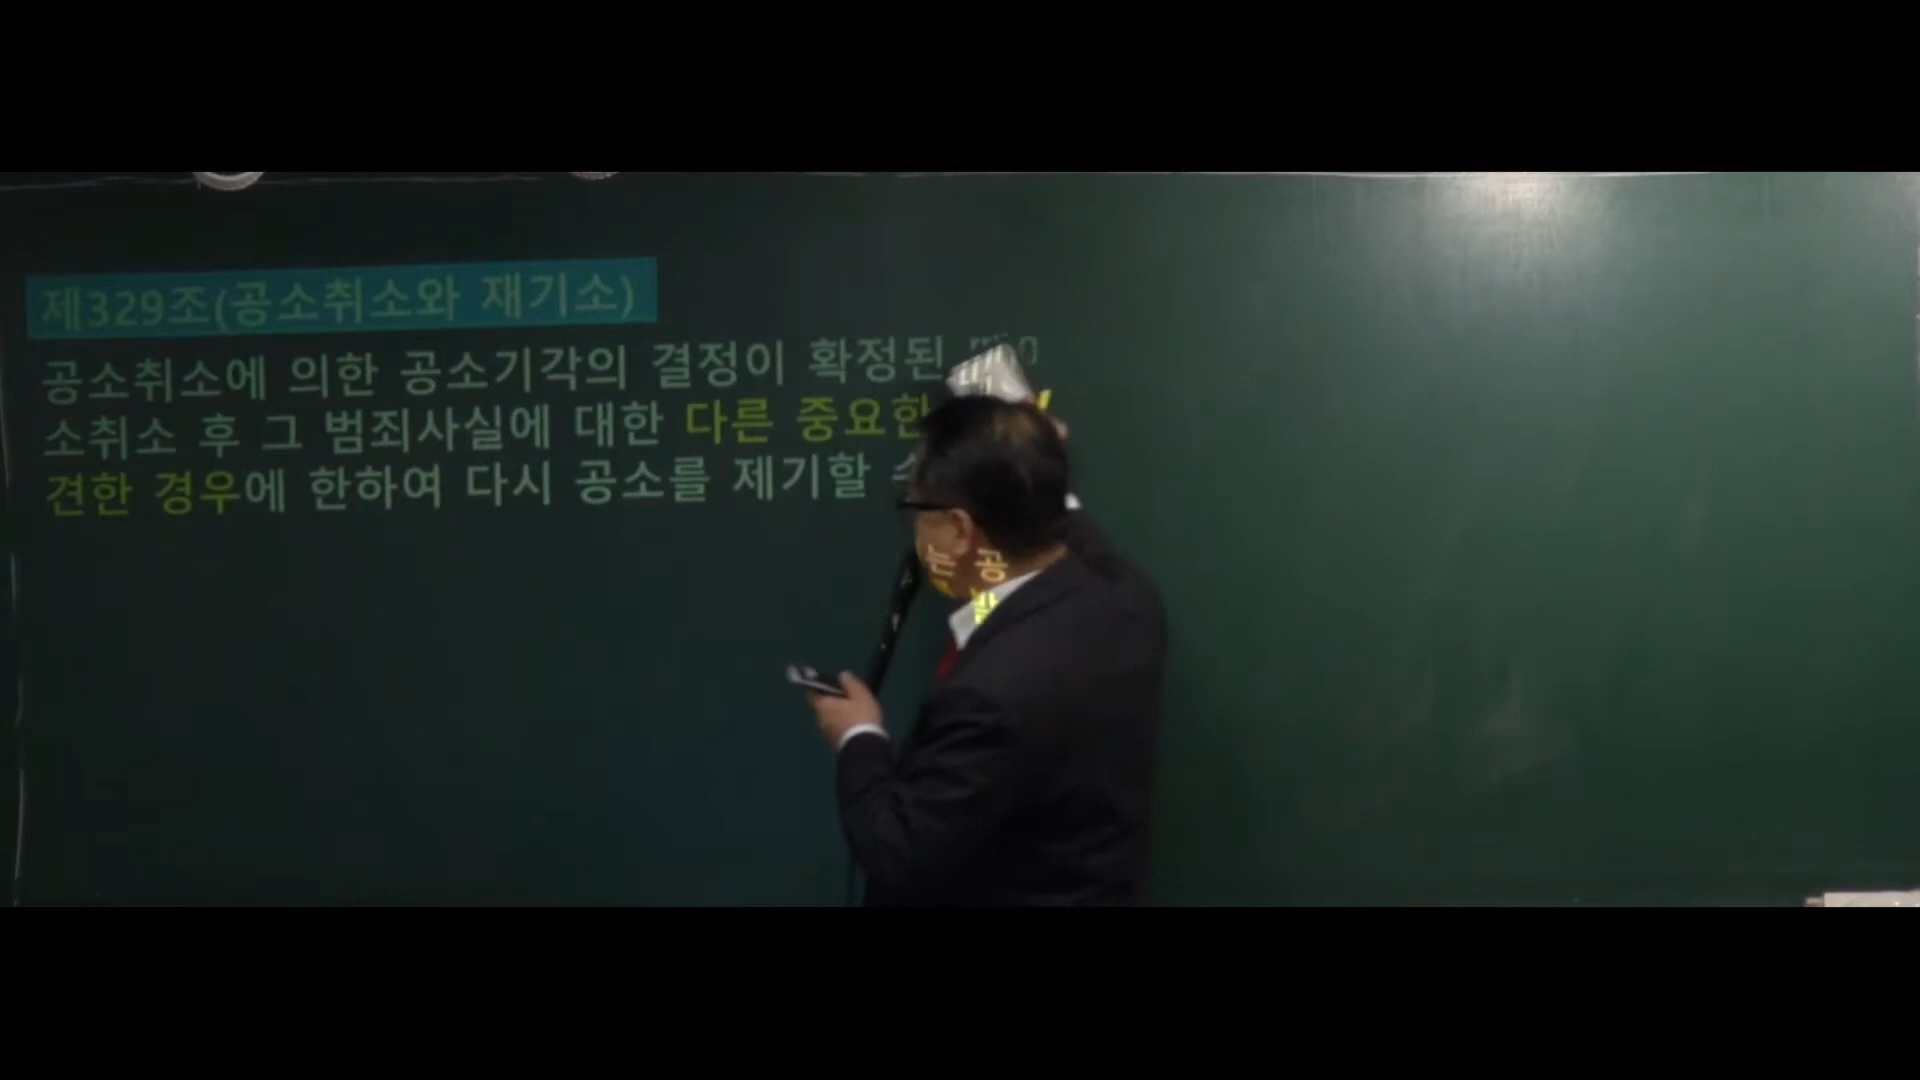 제329조(공소취소와 재기소)
공소취소에 의한 공소기각의 결정이 확정된
소취소 후 그 범죄사실에 대한 다른 중요한
견한 경우에 한하여 다시 공소를 제기할
는 공